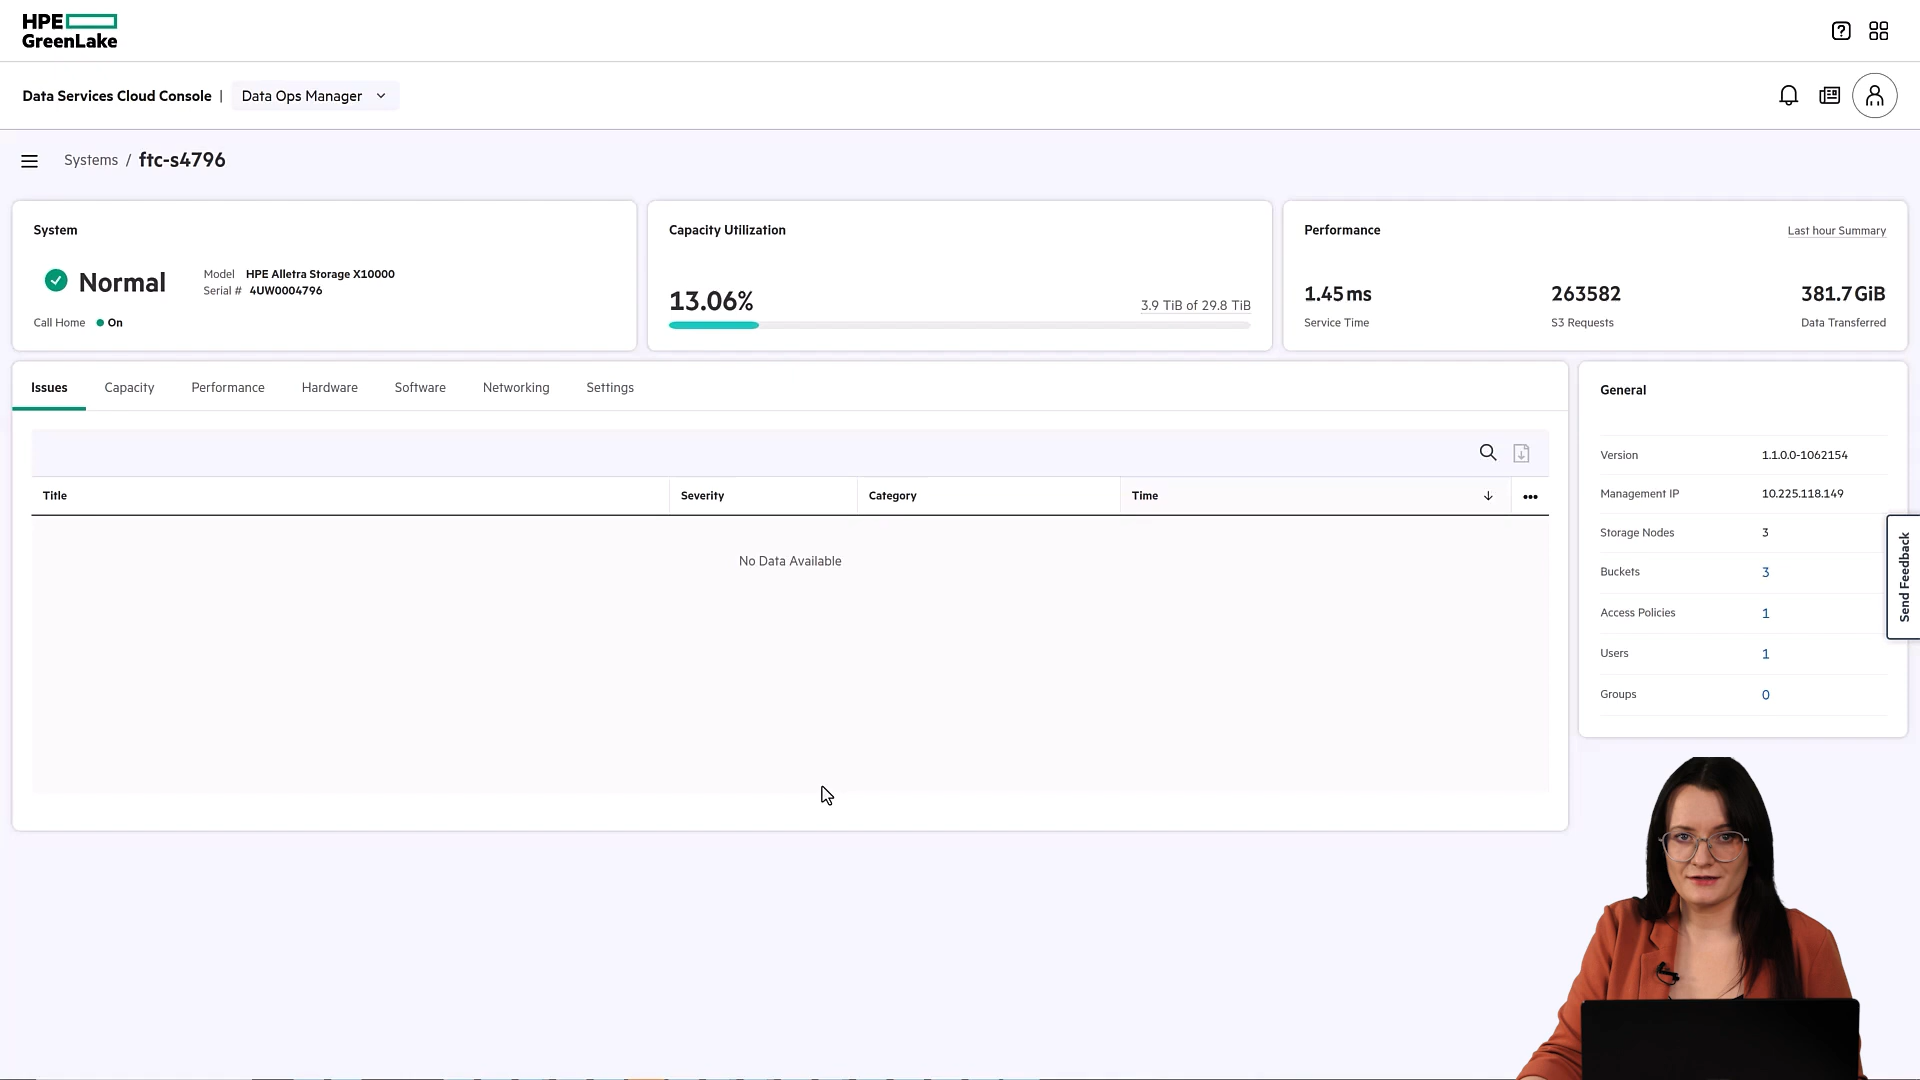 HPE
GreenLake
Data Services Cloud Console | Data Ops Manager
Systems / ftc-s4796
System
Normal
Model HPE Alletra Storage X10000
Serial # 4UW0004796
Call Home On
Capacity Utilization
13.06%
3.9 TiB of 29.8 TiB
Performance
Last hour Summary
1.45 ms
Service Time
263582
S3 Requests
381.7 GiB
Data Transferred
Issues Capacity Performance Hardware Software Networking Settings
Title Severity Category Time
No Data Available
General
Version 1.1.0.0-1062154
Management IP 10.225.118.149
Storage Nodes 3
Buckets 3
Access Policies 1
Users 1
Groups 0
Send Feedback